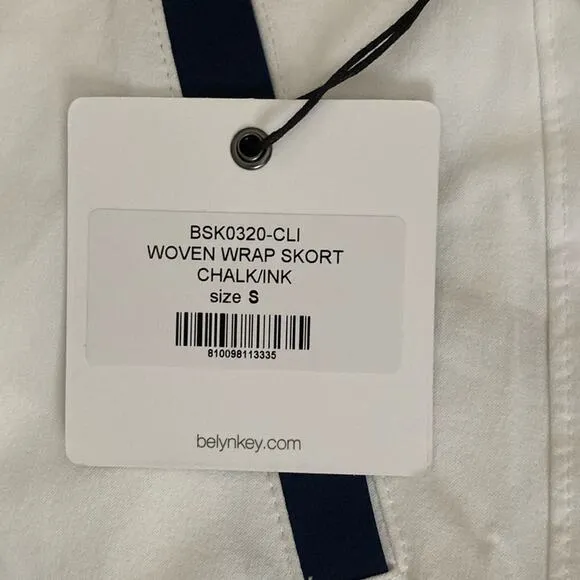 BSK0320-CLI
WOVEN WRAP SKORT
CHALK/INK
size S
810098113335
belynkey.com